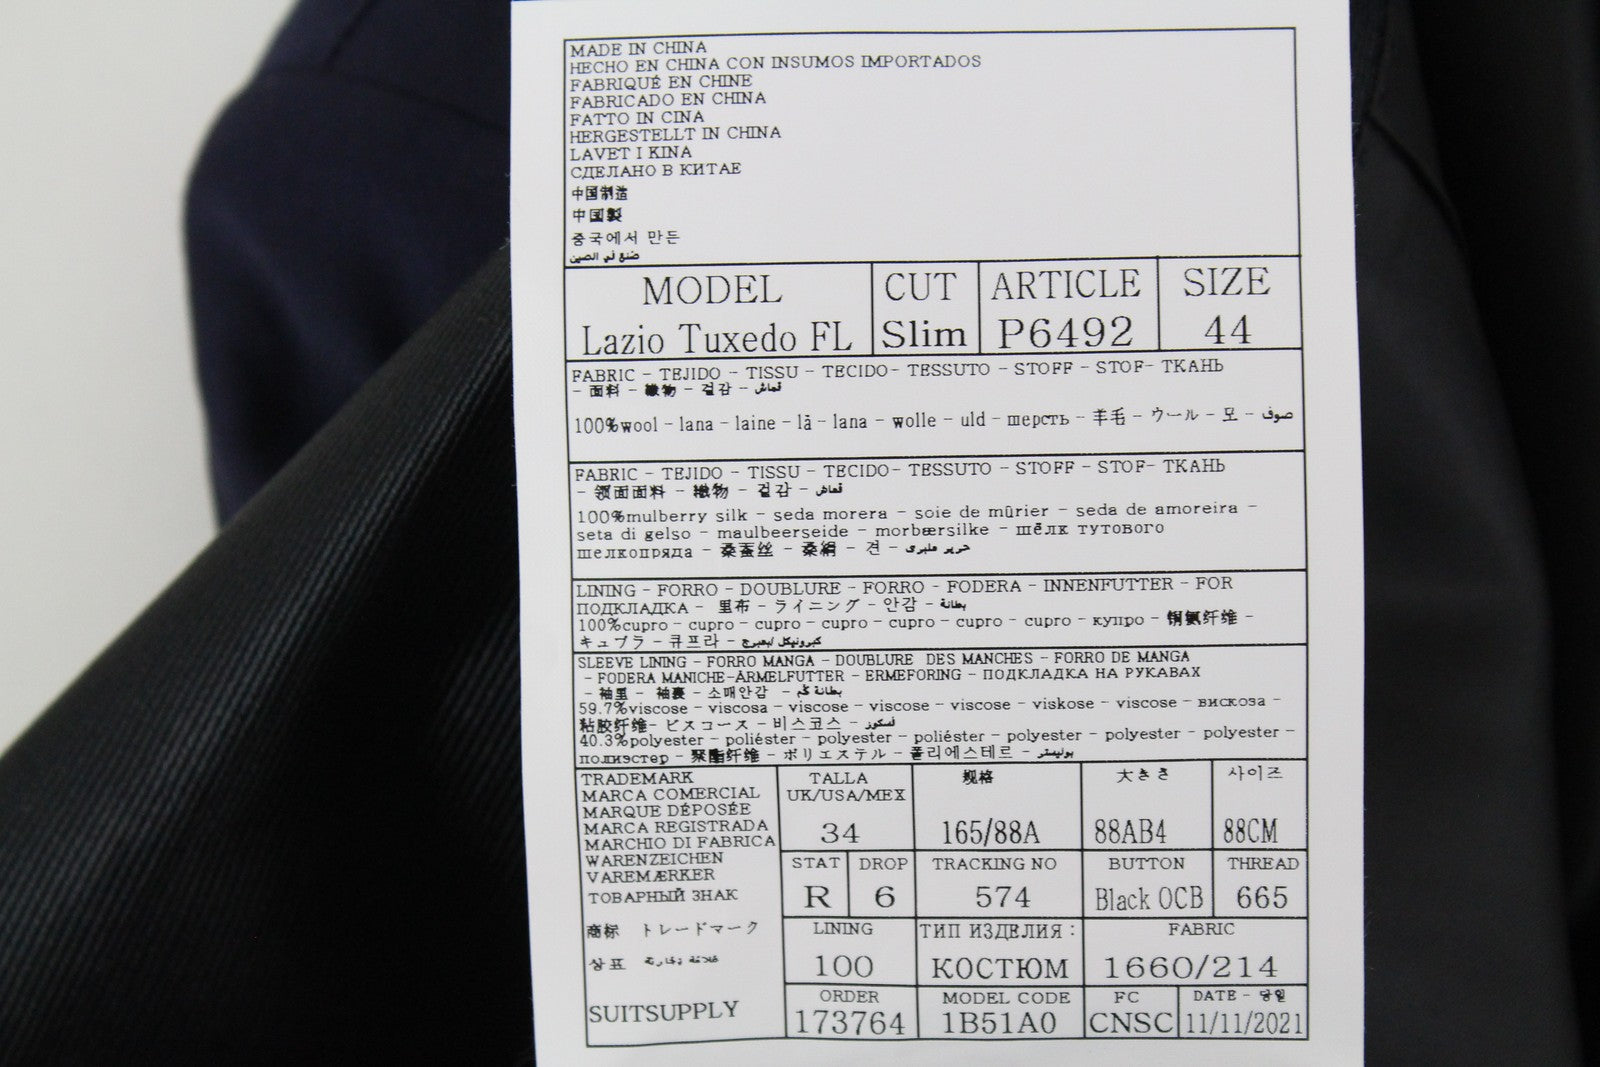 MADE IN CHINA
HECHO EN CHINA CON INSUMOS IMPORTADOS
FABRIQUÉ EN CHINE
FABRICADO EN CHINA
FATTO IN CINA
HERGESTELLT IN CHINA
LAVET I KINA
СДЕЛАНО В КИТАЕ
中国制造
中国製
중국에서 만든
صنع في الصين
MODEL CUT ARTICLE SIZE
Lazio Tuxedo FL Slim P6492 44
FABRIC - TEJIDO - TISSU - TECIDO- TESSUTO - STOFF - STOF- ТКАНЬ
- 面料 - 織物 - 겉감 - قماش
100%wool - lana - laine - lã - lana - wolle - uld - шерсть - 羊毛 - ウール - 모 - صوف
FABRIC - TEJIDO - TISSU - TECIDO- TESSUTO - STOFF - STOF- ТКАНЬ
- 领面面料 - 織物 - 겉감 - قماش
100%mulberry silk - seda morera - soie de mûrier - seda de amoreira -
seta di gelso - maulbeerseide - morbærsilke - шёлк тутового
шелкопряда - 桑蚕丝 - 桑絹 - 견 - حرير
LINING - FORRO - DOUBLURE - FORRO - FODERA - INNENFUTTER - FOR
ПОДКЛАДКА - 里布 - ライニング - 안감 - بطانة
100%cupro - cupro - cupro - cupro - cupro - cupro - cupro - купро - 铜氨纤维 -
キュプラ - 큐프라 -
SLEEVE LINING - FORRO MANGA - DOUBLURE DES MANCHES - FORRO DE MANGA
- FODERA MANICHE-ÄRMELFUTTER - ERMEFORING - ПОДКЛАДКА НА РУКАВАХ
- 袖里 - 袖裏 - 소매안감 - بطانة كم
59.7%viscose - viscosa - viscose - viscose - viscose - viskose - viscose - вискоза -
粘胶纤维- ビスコース - 비스코스 - فسكوز
40.3%polyester - poliéster - polyester - poliéster - polyester - polyester - polyester -
полиэстер - 聚酯纤维 - ポリエステル - 폴리에스테르 - بوليستر
TRADEMARK
MARCA COMERCIAL
MARQUE DÉPOSÉE
MARCA REGISTRADA
MARCHIO DI FABRICA
WARENZEICHEN
VAREMÆRKER
ТОВАРНЫЙ ЗНАК
商标 トレードマーク
상표 علامة تجارية
SUITSUPPLY
TALLA 规格 大きさ 사이즈
UK/USA/MEX
34 165/88A 88AB4 88CM
STAT DROP TRACKING NO BUTTON THREAD
R 6 574 Black OCB 665
LINING ТИП ИЗДЕЛИЯ : FABRIC
100 КОСТЮМ 1660/214
ORDER MODEL CODE FC DATE -
173764 1B51A0 CNSC 11/11/2021